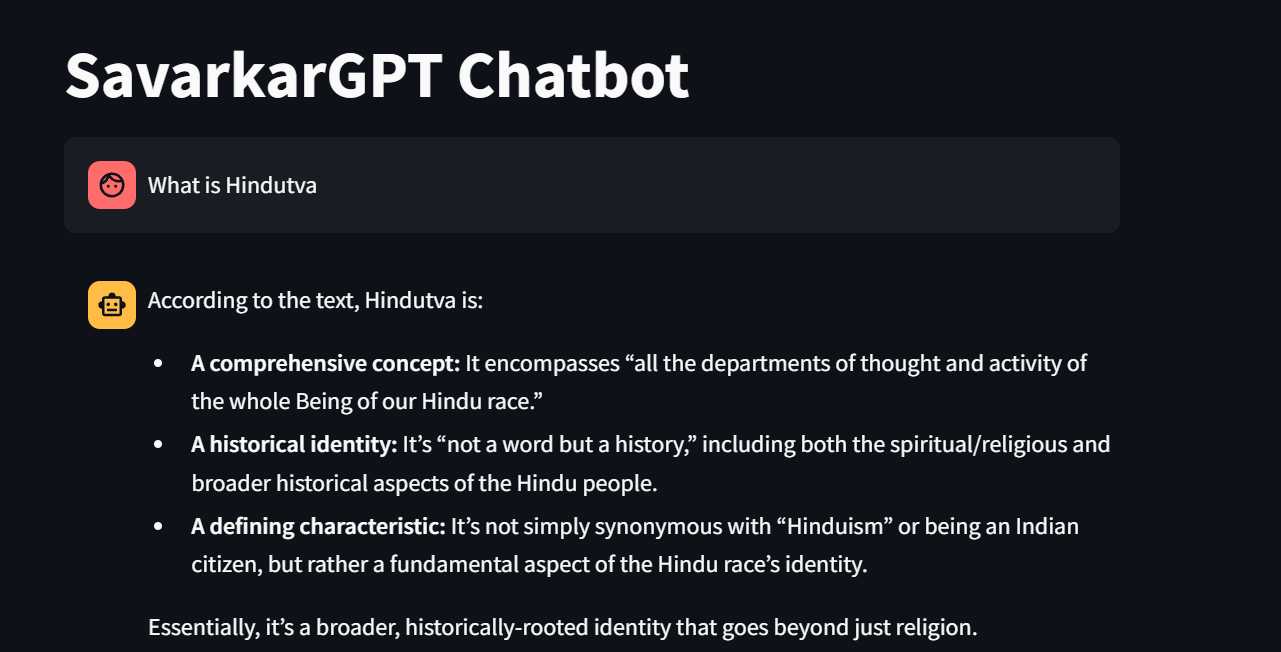 SavarkarGPT Chatbot
What is Hindutva
According to the text, Hindutva is:
• A comprehensive concept: It encompasses “all the departments of thought and activity of
the whole Being of our Hindu race.”
• A historical identity: It’s “not a word but a history,” including both the spiritual/religious and
broader historical aspects of the Hindu people.
• A defining characteristic: It’s not simply synonymous with “Hinduism” or being an Indian
citizen, but rather a fundamental aspect of the Hindu race’s identity.
Essentially, it’s a broader, historically-rooted identity that goes beyond just religion.